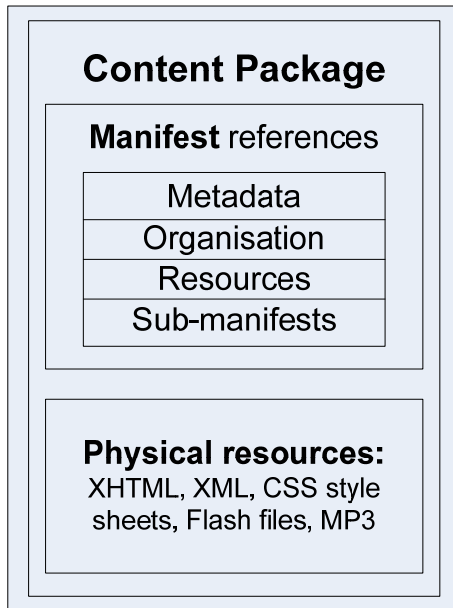 Content Package
Manifest references
Metadata
Organisation
Resources
Sub-manifests
Physical resources:
XHTML, XML, CSS style
sheets, Flash files, MP3